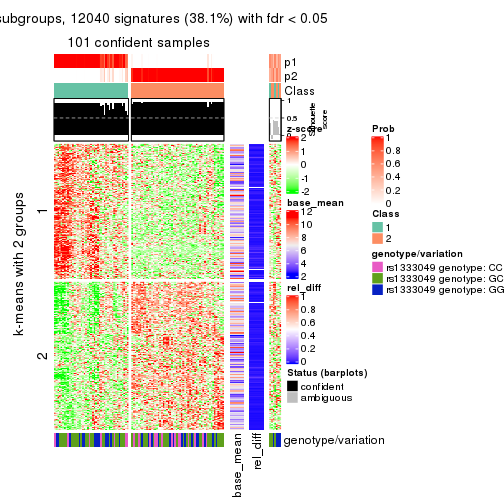 subgroups, 12040 signatures (38.1%) with fdr < 0.05
101 confident samples
p1
p2
Class
1
0.5
0
Silhouette
score
k-means with 2 groups
1
2
z-score
2
1
0
-1
-2
base_mean
12
10
8
6
4
2
rel_diff
1
0.8
0.6
0.4
0.2
0
Status (barplots)
confident
ambiguous
Prob
1
0.8
0.6
0.4
0.2
0
Class
1
2
genotype/variation
rs1333049 genotype: CC
rs1333049 genotype: GC
rs1333049 genotype: GG
genotype/variation
base_mean
rel_diff